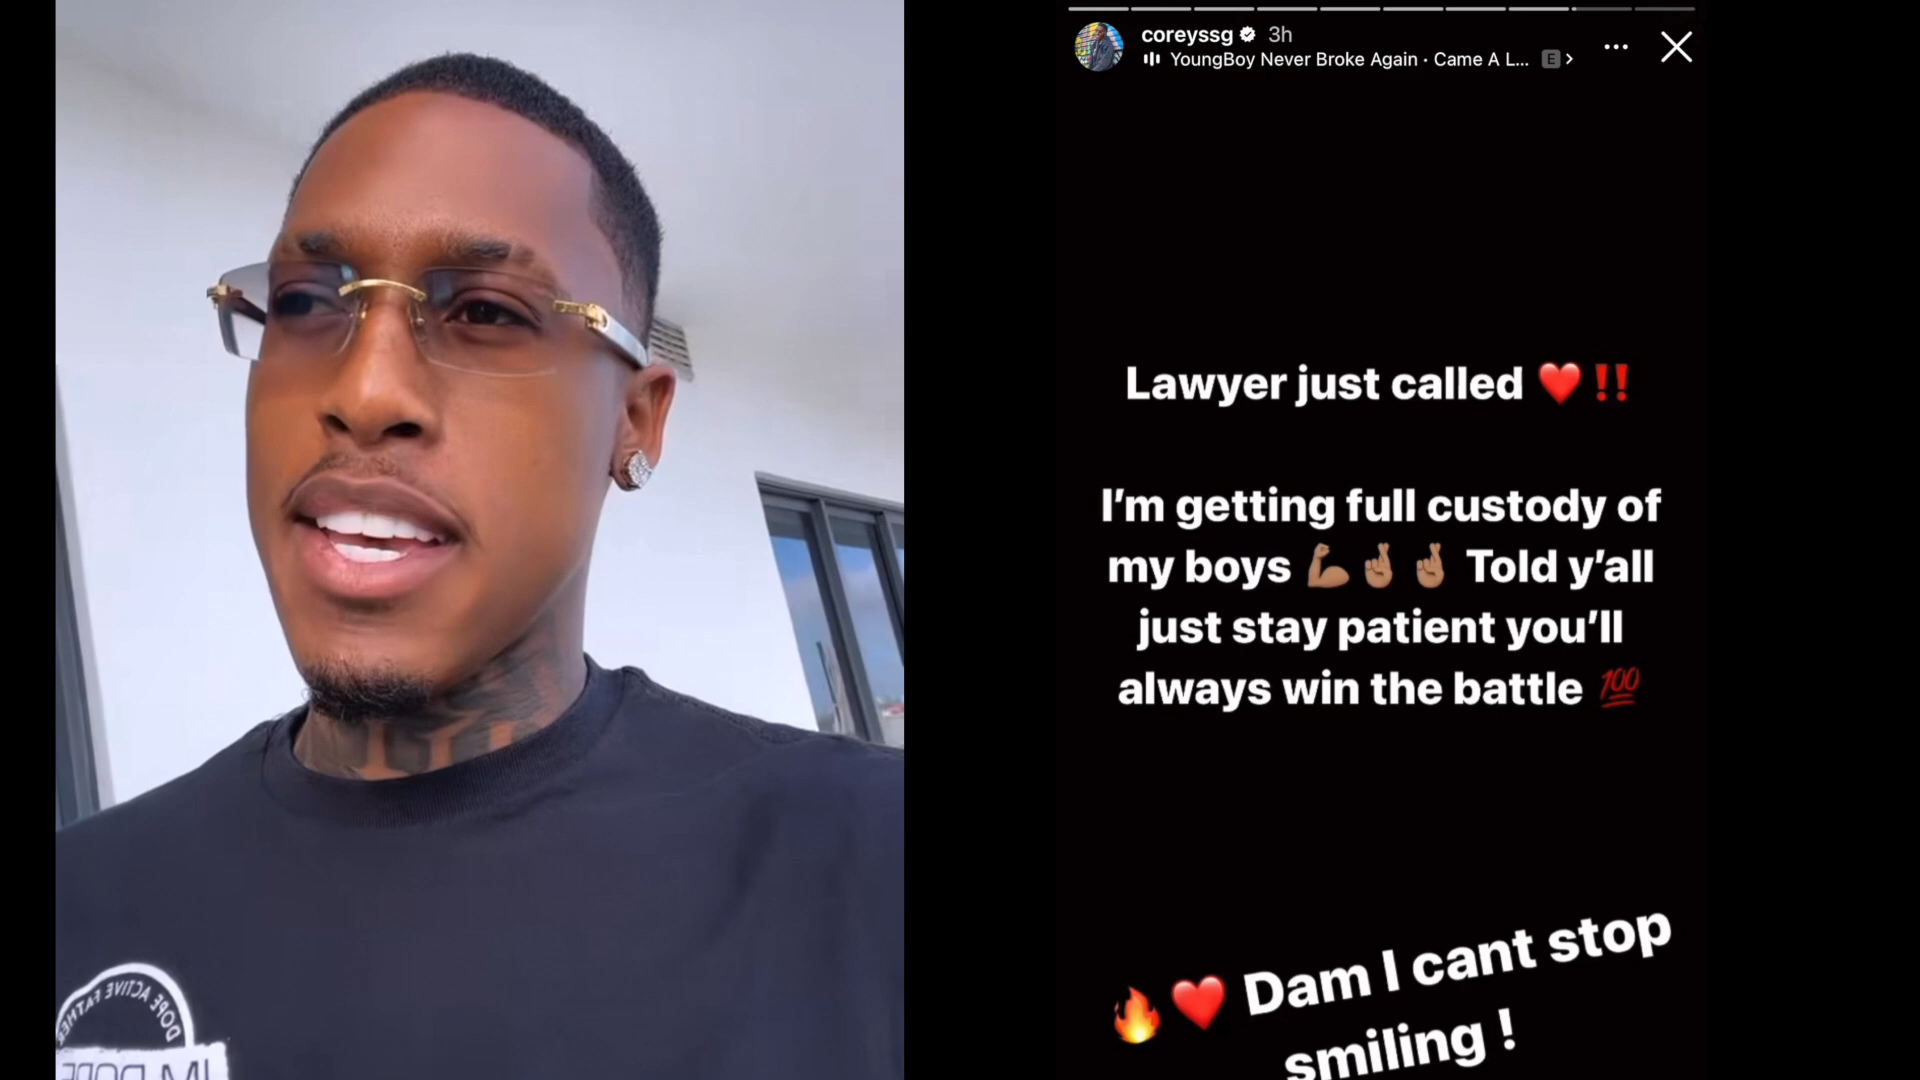 coreyssg 3h
YoungBoy Never Broke Again · Came A L... E
Lawyer just called ❤️‼️
I'm getting full custody of
my boys 💪🏽🤞🏽🤞🏽 Told y'all
just stay patient you'll
always win the battle 💯
🔥❤️ Dam I cant stop
smiling !
DOPE ACTIVE FATHER